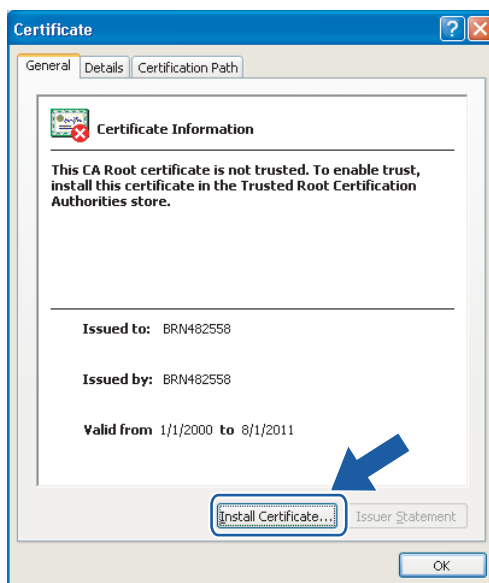 Certificate
General Details Certification Path
Certificate Information
This CA Root certificate is not trusted. To enable trust,
install this certificate in the Trusted Root Certification
Authorities store.
Issued to: BRN482558
Issued by: BRN482558
Valid from 1/1/2000 to 8/1/2011
Install Certificate... Issuer Statement
OK